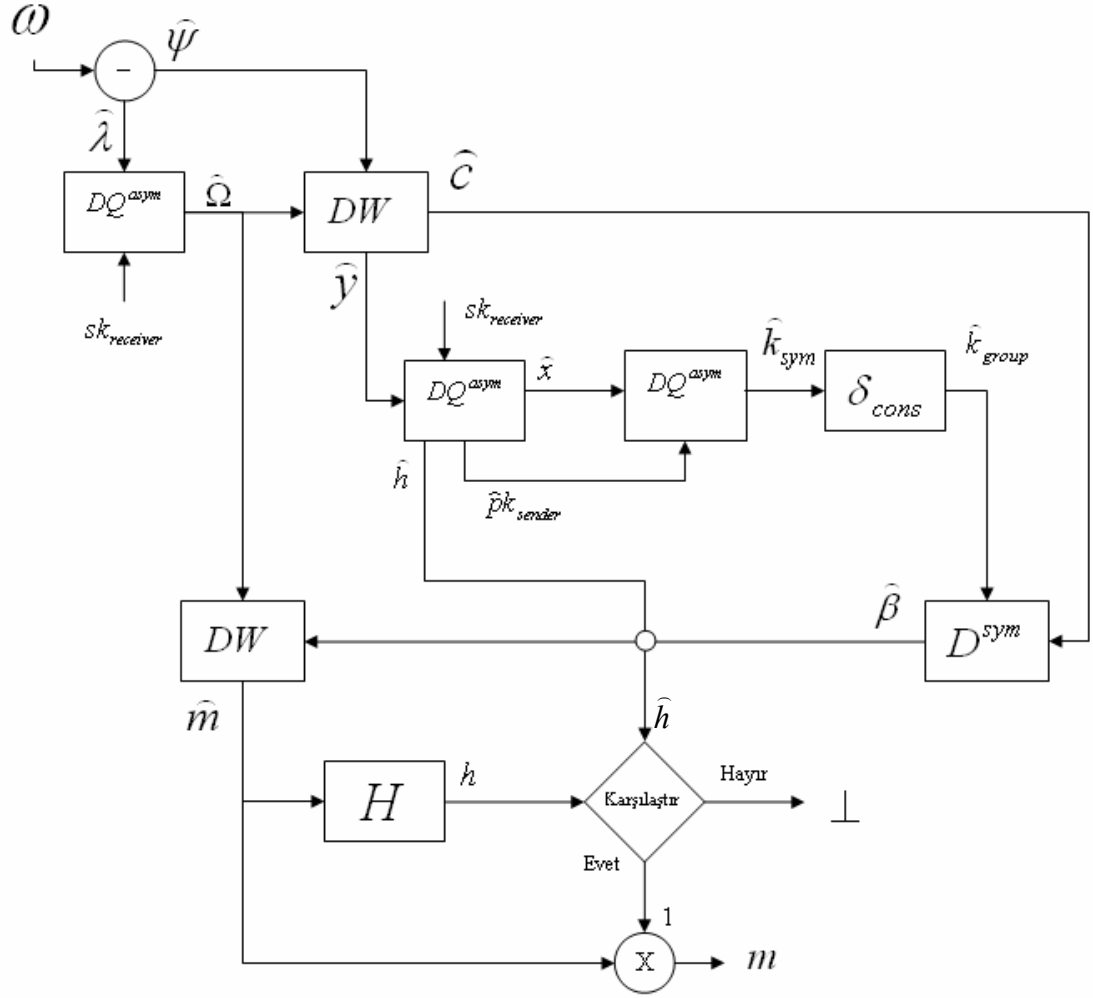 ω
−
ψ̂
λ̂
DQ^asym
Ω̂
DW
ĉ
sk_receiver
ŷ
sk_receiver
DQ^asym
x̂
DQ^asym
k̂_sym
δ_cons
k̂_group
ĥ
p̂k_sender
DW
β̂
D^sym
m̂
ĥ
H
h
Karşılaştır
Hayır
⊥
Evet
1
X
m